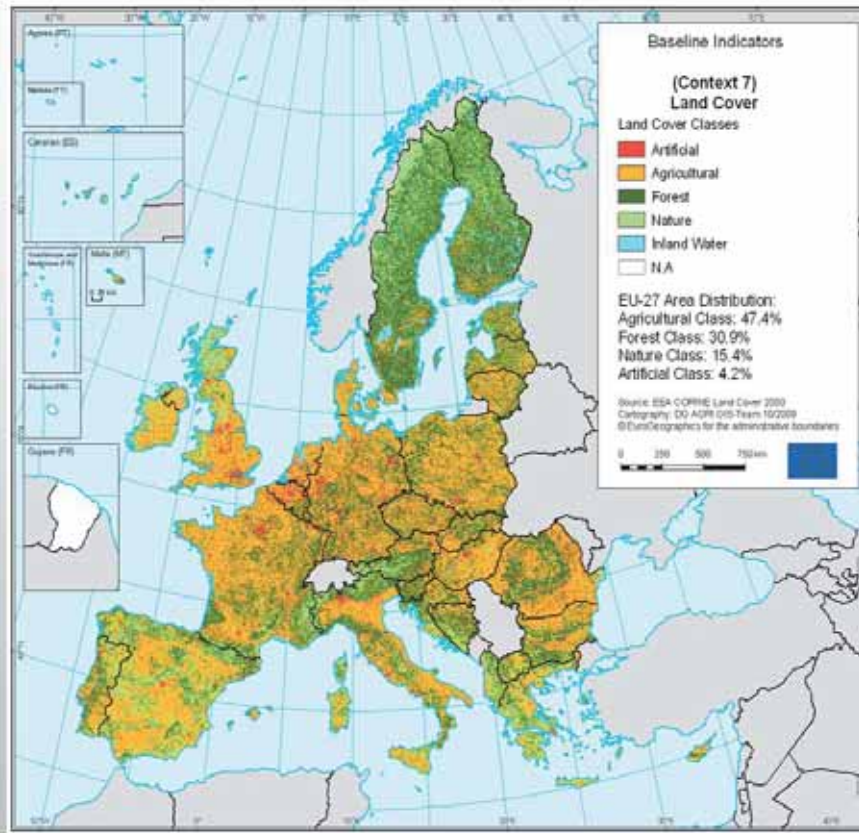 Baseline Indicators
(Context 7)
Land Cover
Land Cover Classes
Artificial
Agricultural
Forest
Nature
Inland Water
N.A
EU-27 Area Distribution:
Agricultural Class: 47.4%
Forest Class: 30.9%
Nature Class: 15.4%
Artificial Class: 4.2%
Source: EEA CORINE Land Cover 2000
Cartography: DG AGRI GIS-Team 10/2009
© EuroGeographics for the administrative boundaries
0 250 500 750 km
Canarias (ES)
Malta (MT)
Guyane (FR)